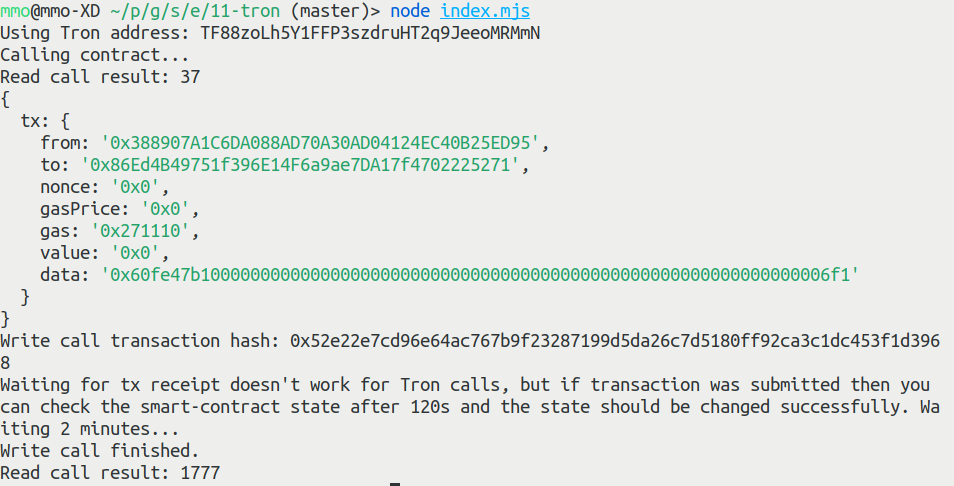 mmo@mmo-XD ~/p/g/s/e/11-tron (master)> node index.mjs
Using Tron address: TF88zoLh5Y1FFP3szdruHT2q9JeeoMRMmN
Calling contract...
Read call result: 37
{
  tx: {
    from: '0x388907A1C6DA088AD70A30AD04124EC40B25ED95',
    to: '0x86Ed4B49751f396E14F6a9ae7DA17f4702225271',
    nonce: '0x0',
    gasPrice: '0x0',
    gas: '0x271110',
    value: '0x0',
    data: '0x60fe47b100000000000000000000000000000000000000000000000000000000000006f1'
  }
}
Write call transaction hash: 0x52e22e7cd96e64ac767b9f23287199d5da26c7d5180ff92ca3c1dc453f1d396
8
Waiting for tx receipt doesn't work for Tron calls, but if transaction was submitted then you
can check the smart-contract state after 120s and the state should be changed successfully. Wa
iting 2 minutes...
Write call finished.
Read call result: 1777